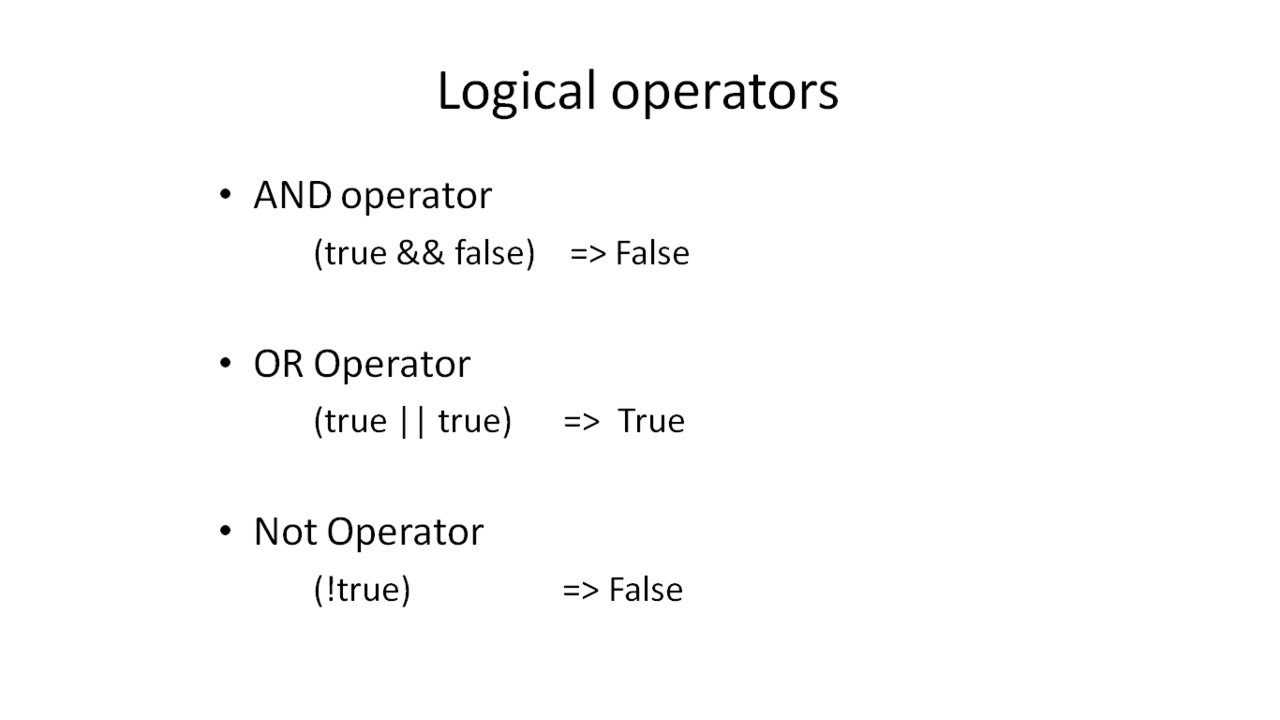 Logical operators
• AND operator
(true && false) => False
• OR Operator
(true || true) => True
• Not Operator
(!true) => False